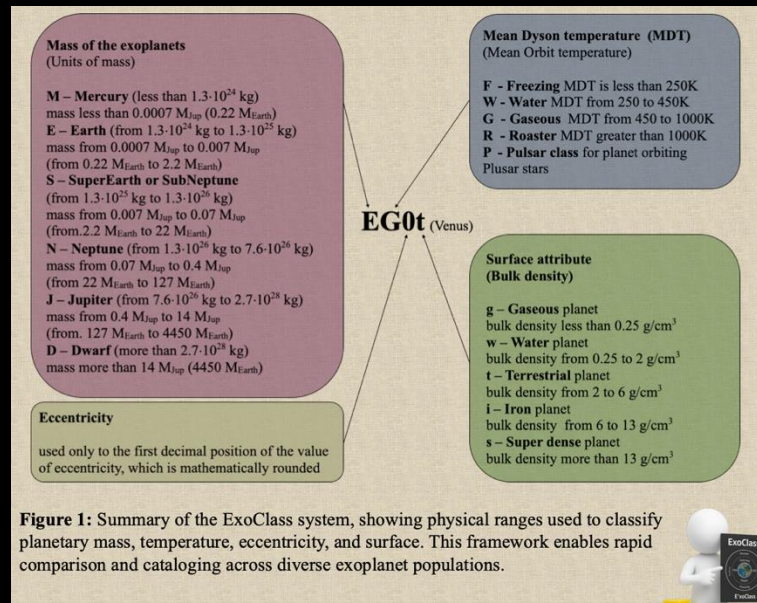 Mass of the exoplanets
(Units of mass)
M – Mercury (less than 1.3·10²⁴ kg)
mass less than 0.0007 MJup (0.22 MEarth)
E – Earth (from 1.3·10²⁴ kg to 1.3·10²⁵ kg)
mass from 0.0007 MJup to 0.007 MJup
(from 0.22 MEarth to 2.2 MEarth)
S – SuperEarth or SubNeptune
(from 1.3·10²⁵ kg to 1.3·10²⁶ kg)
mass from 0.007 MJup to 0.07 MJup
(from.2.2 MEarth to 22 MEarth)
N – Neptune (from 1.3·10²⁶ kg to 7.6·10²⁶ kg)
mass from 0.07 MJup to 0.4 MJup
(from 22 MEarth to 127 MEarth)
J – Jupiter (from 7.6·10²⁶ kg to 2.7·10²⁸ kg)
mass from 0.4 MJup to 14 MJup
(from. 127 MEarth to 4450 MEarth)
D – Dwarf (more than 2.7·10²⁸ kg)
mass more than 14 MJup (4450 MEarth)
Eccentricity
used only to the first decimal position of the value
of eccentricity, which is mathematically rounded
EG0t (Venus)
Mean Dyson temperature (MDT)
(Mean Orbit temperature)
F - Freezing MDT is less than 250K
W - Water MDT from 250 to 450K
G - Gaseous MDT from 450 to 1000K
R - Roaster MDT greater than 1000K
P - Pulsar class for planet orbiting
Plusar stars
Surface attribute
(Bulk density)
g – Gaseous planet
bulk density less than 0.25 g/cm³
w – Water planet
bulk density from 0.25 to 2 g/cm³
t – Terrestrial planet
bulk density from 2 to 6 g/cm³
i – Iron planet
bulk density from 6 to 13 g/cm³
s – Super dense planet
bulk density more than 13 g/cm³
Figure 1: Summary of the ExoClass system, showing physical ranges used to classify
planetary mass, temperature, eccentricity, and surface. This framework enables rapid
comparison and cataloging across diverse exoplanet populations.
ExoClass